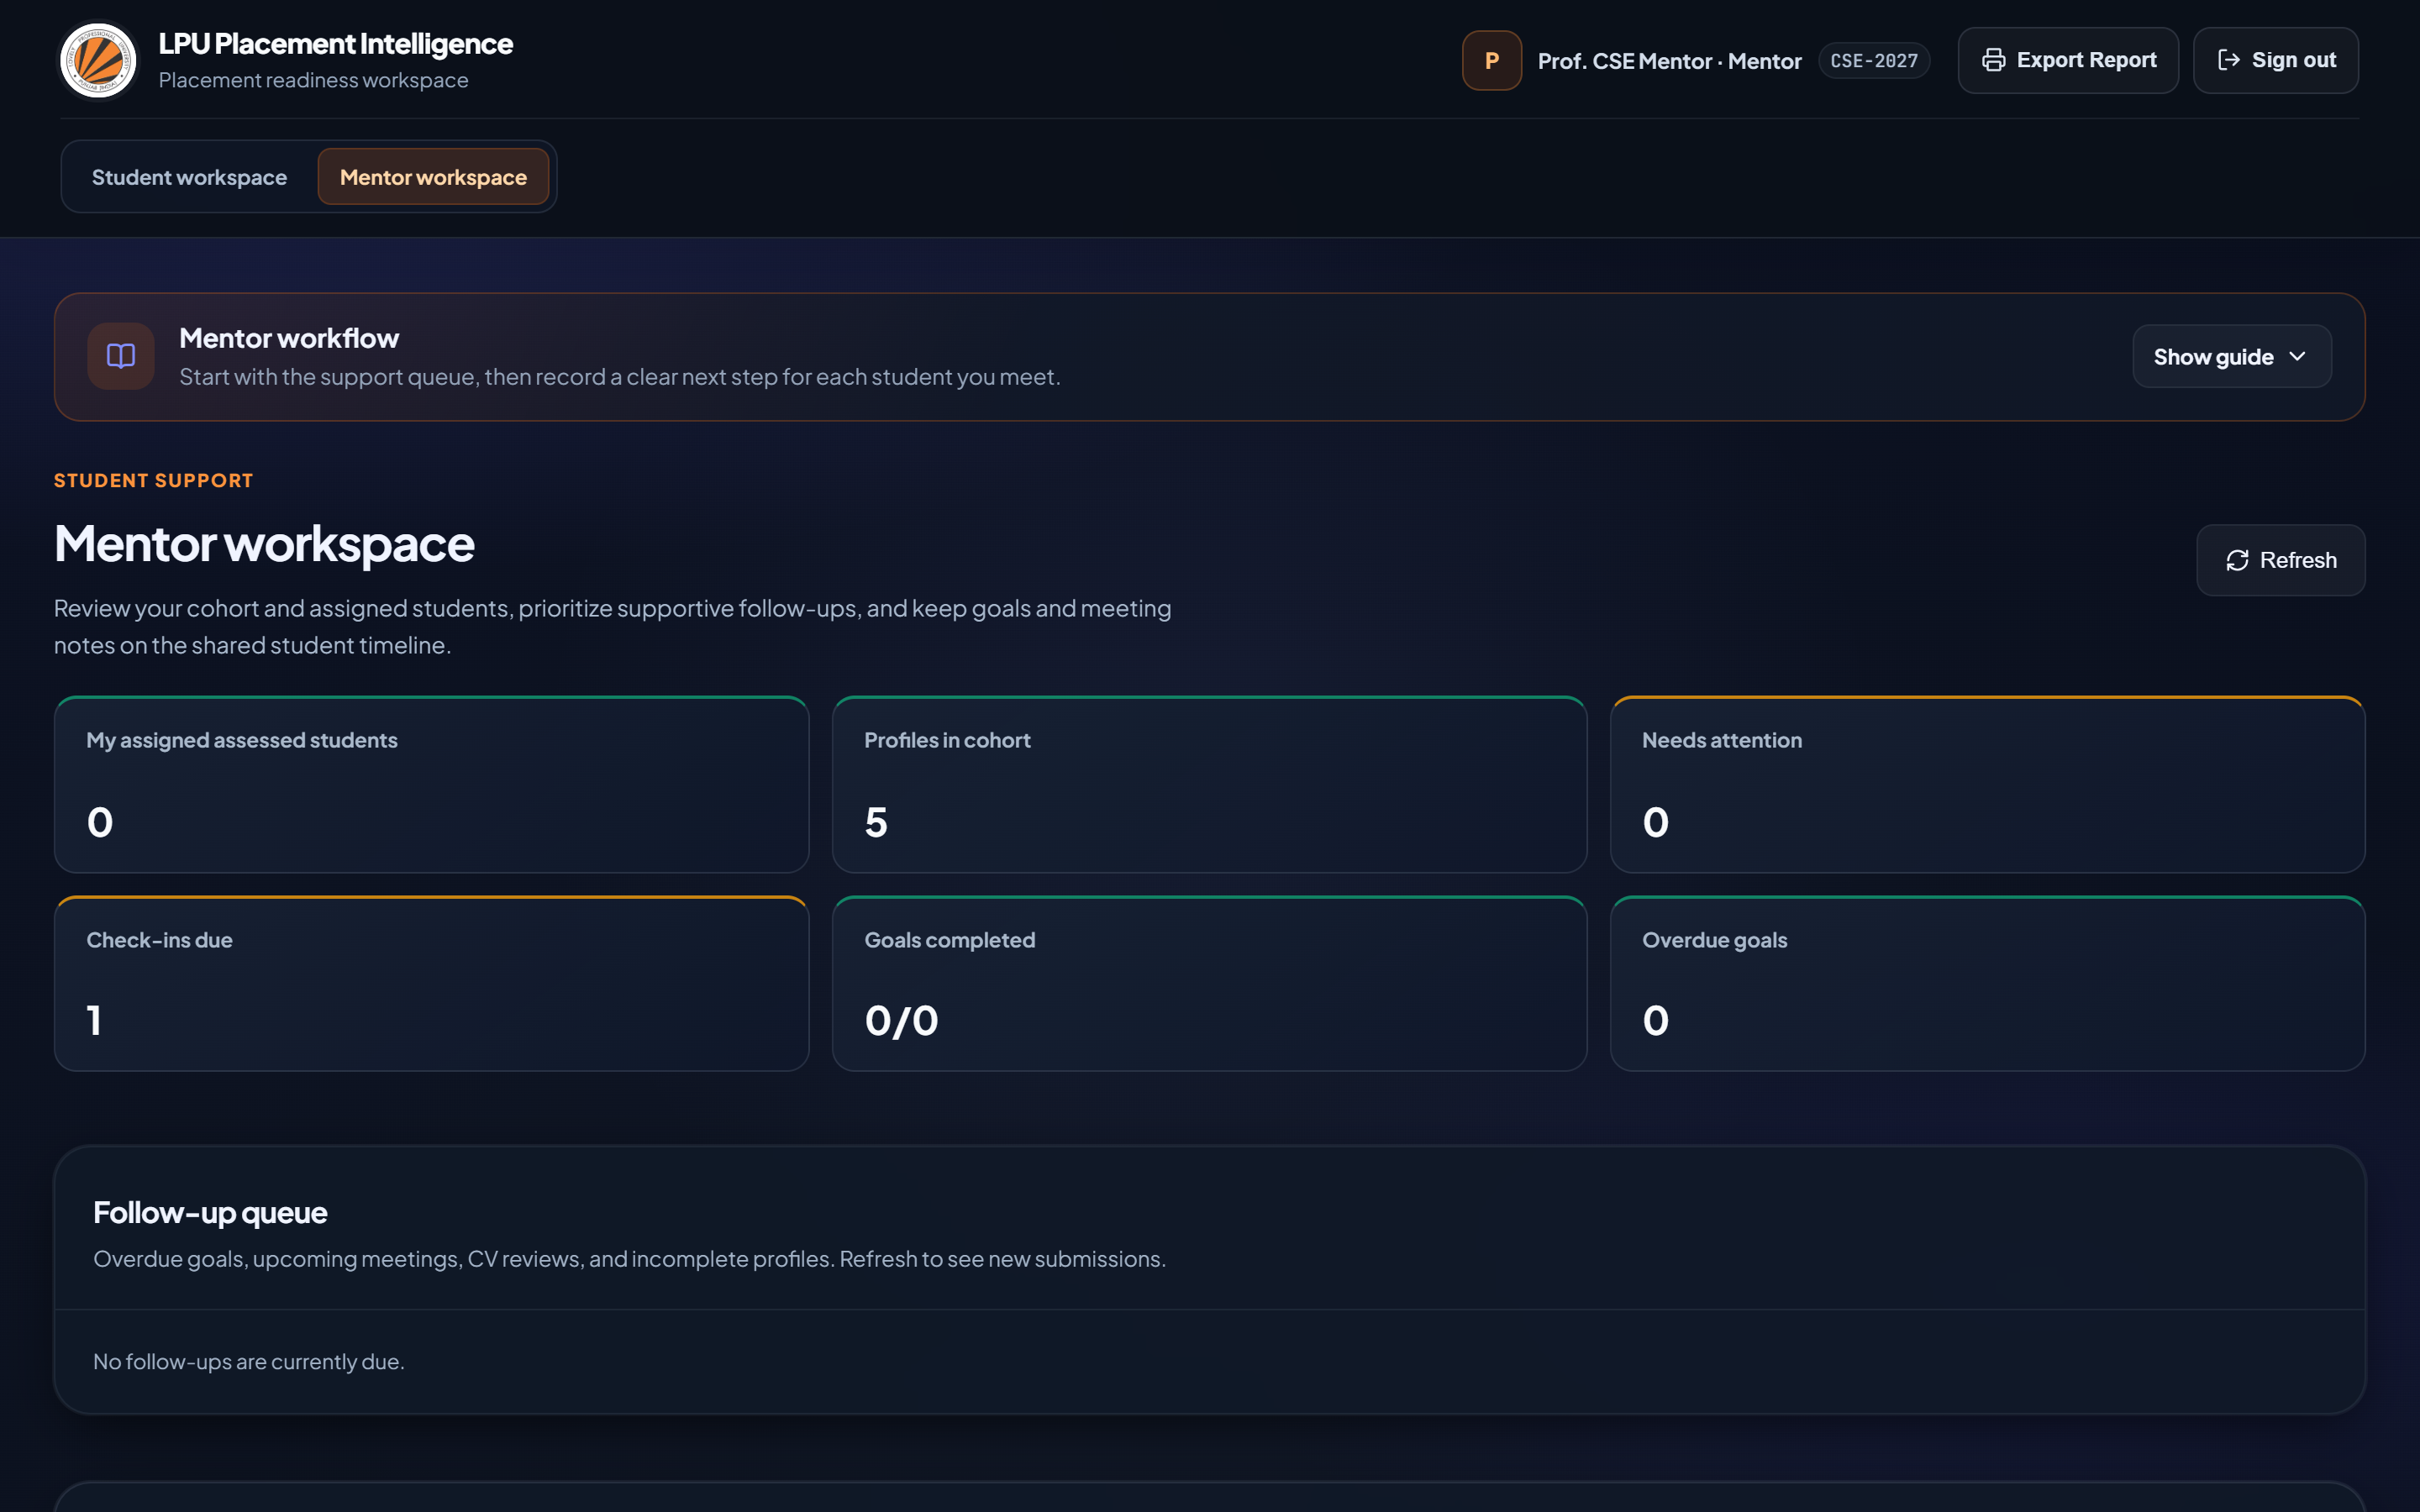 LPU Placement Intelligence
Placement readiness workspace
P
Prof. CSE Mentor · Mentor
CSE-2027
Export Report
Sign out
Student workspace
Mentor workspace
Mentor workflow
Start with the support queue, then record a clear next step for each student you meet.
Show guide
STUDENT SUPPORT
Mentor workspace
Refresh
Review your cohort and assigned students, prioritize supportive follow-ups, and keep goals and meeting
notes on the shared student timeline.
My assigned assessed students
0
Profiles in cohort
5
Needs attention
0
Check-ins due
1
Goals completed
0/0
Overdue goals
0
Follow-up queue
Overdue goals, upcoming meetings, CV reviews, and incomplete profiles. Refresh to see new submissions.
No follow-ups are currently due.